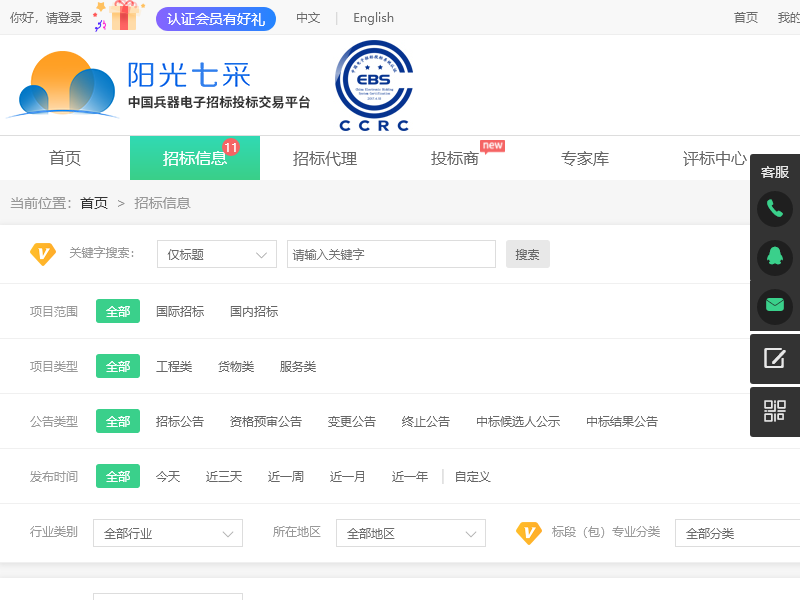 你好，请登录 认证会员有好礼 中文 | English 首页 我的
阳光七采
中国兵器电子招标投标交易平台
EBS
CCRC
首页 招标信息 11 招标代理 投标商 new 专家库 评标中心
客服
当前位置： 首页 > 招标信息
关键字搜索： 仅标题 请输入关键字 搜索
项目范围 全部 国际招标 国内招标
项目类型 全部 工程类 货物类 服务类
公告类型 全部 招标公告 资格预审公告 变更公告 终止公告 中标候选人公示 中标结果公告
发布时间 全部 今天 近三天 近一周 近一月 近一年 | 自定义
行业类别 全部行业 所在地区 全部地区 标段（包）专业分类 全部分类